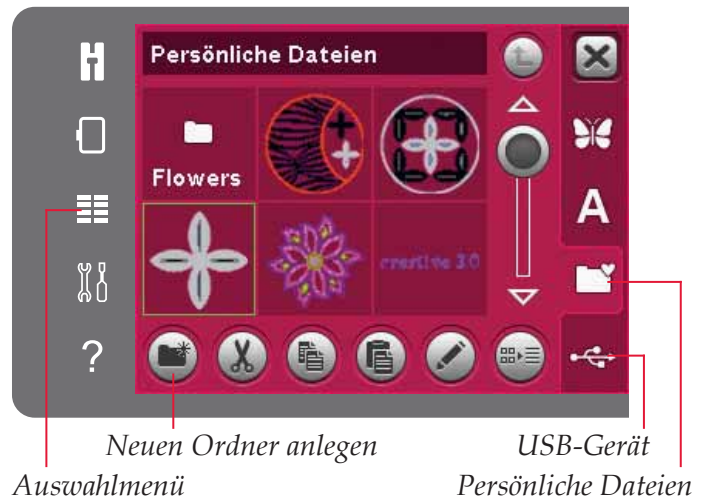 Persönliche Dateien
Flowers
A
creative 3.0
?
Neuen Ordner anlegen
USB-Gerät
Auswahlmenü
Persönliche Dateien